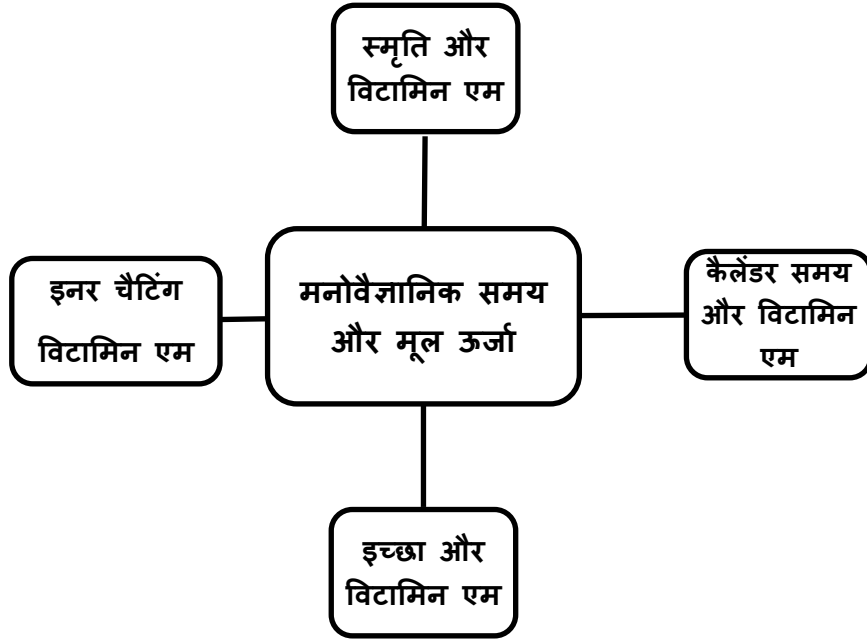 स्मृति और
विटामिन एम
इनर चैटिंग
विटामिन एम
मनोवैज्ञानिक समय
और मूल ऊर्जा
कैलेंडर समय
और विटामिन
एम
इच्छा और
विटामिन एम